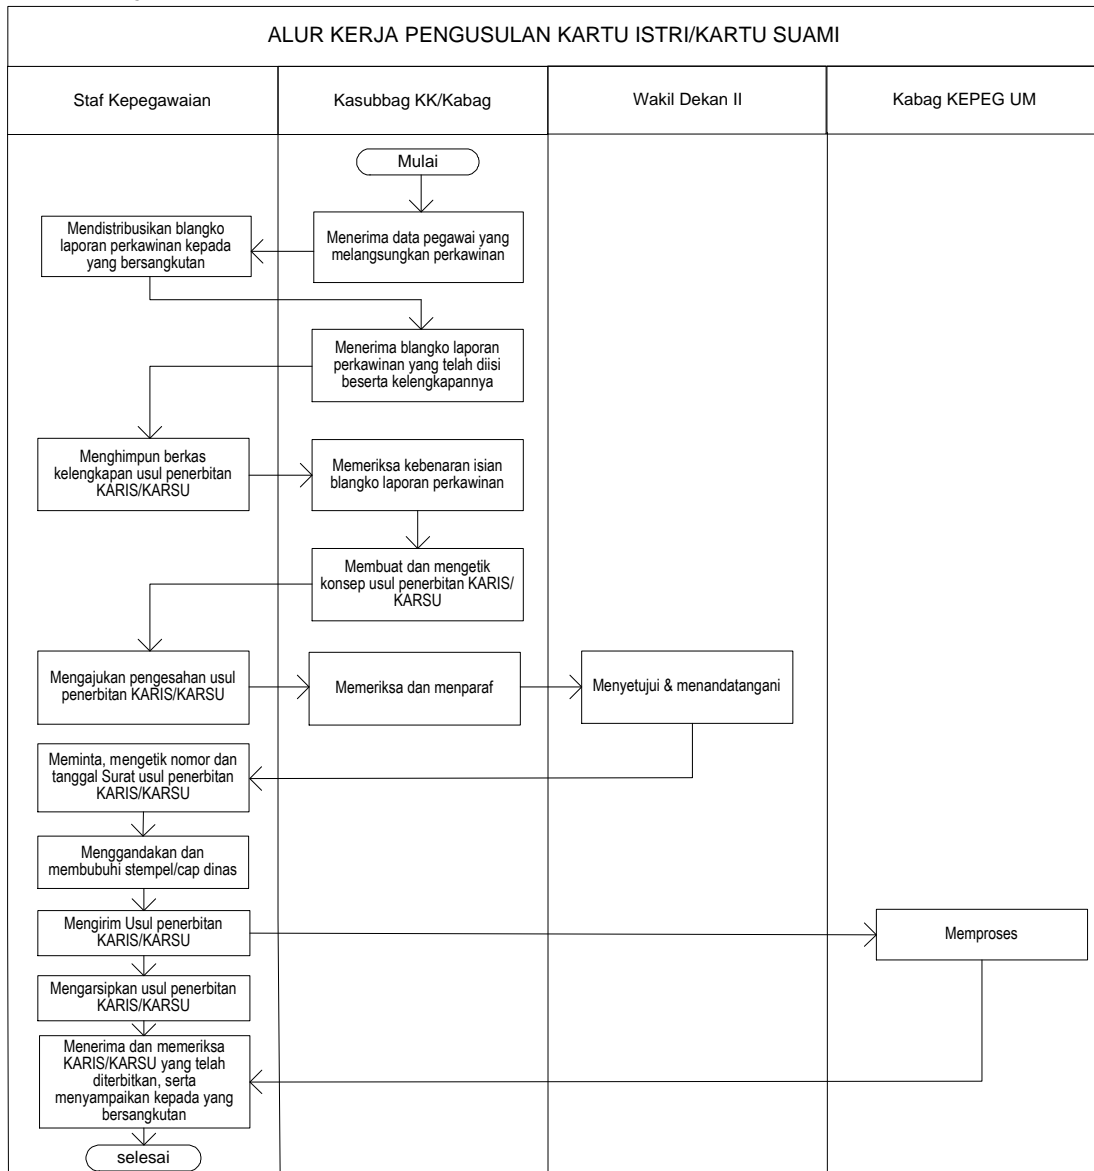 ALUR KERJA PENGUSULAN KARTU ISTRI/KARTU SUAMI
Staf Kepegawaian
Kasubbag KK/Kabag
Wakil Dekan II
Kabag KEPEG UM
Mulai
Menerima data pegawai yang
melangsungkan perkawinan
Mendistribusikan blangko
laporan perkawinan kepada
yang bersangkutan
Menerima blangko laporan
perkawinan yang telah diisi
beserta kelengkapannya
Menghimpun berkas
kelengkapan usul penerbitan
KARIS/KARSU
Memeriksa kebenaran isian
blangko laporan perkawinan
Membuat dan mengetik
konsep usul penerbitan KARIS/
KARSU
Mengajukan pengesahan usul
penerbitan KARIS/KARSU
Memeriksa dan menparaf
Menyetujui & menandatangani
Meminta, mengetik nomor dan
tanggal Surat usul penerbitan
KARIS/KARSU
Menggandakan dan
membubuhi stempel/cap dinas
Mengirim Usul penerbitan
KARIS/KARSU
Memproses
Mengarsipkan usul penerbitan
KARIS/KARSU
Menerima dan memeriksa
KARIS/KARSU yang telah
diterbitkan, serta
menyampaikan kepada yang
bersangkutan
selesai